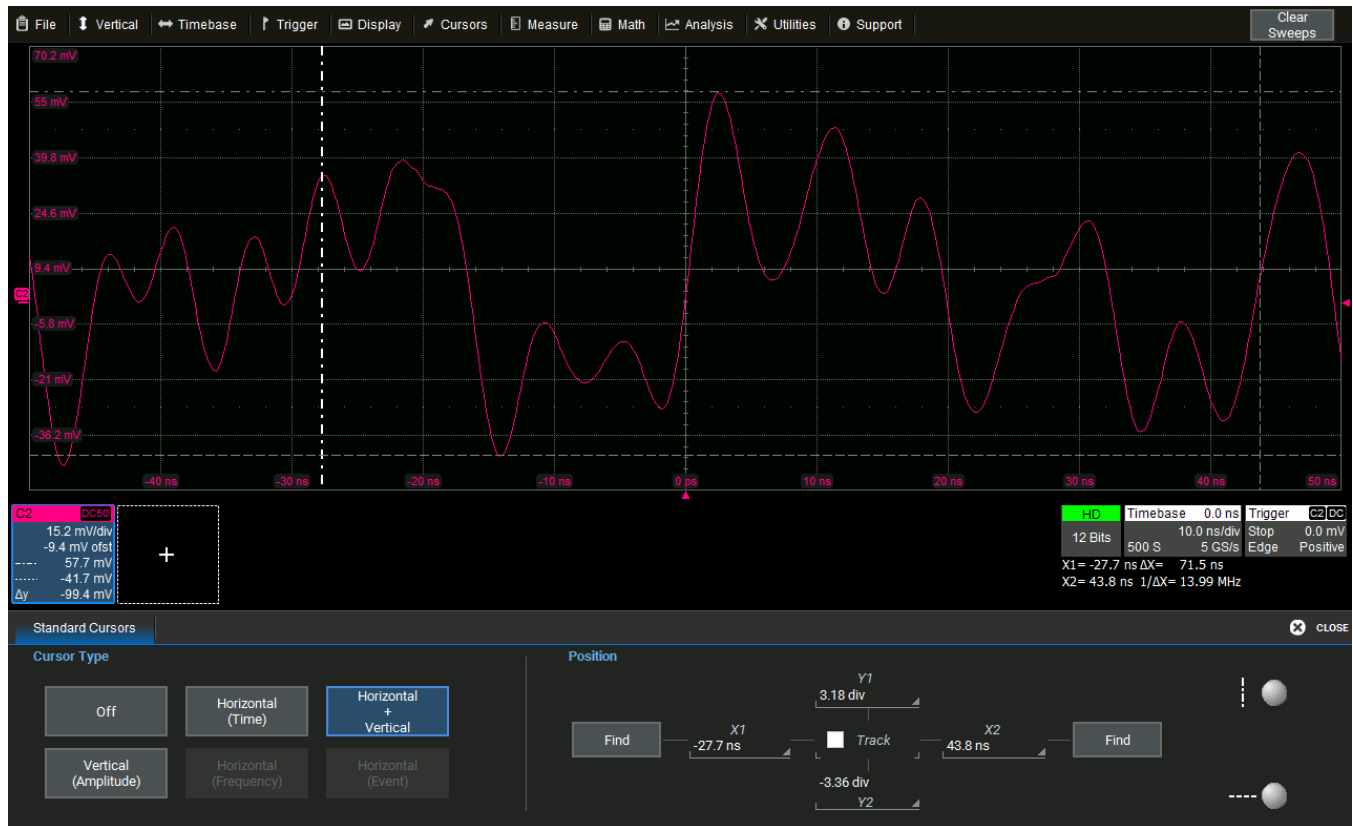 File Vertical Timebase Trigger Display Cursors Measure Math Analysis Utilities Support Clear Sweeps
70.2 mV
55 mV
39.8 mV
24.6 mV
9.4 mV
C2
-5.8 mV
-21 mV
-36.2 mV
-40 ns -30 ns -20 ns -10 ns 0 ps 10 ns 20 ns 30 ns 40 ns 50 ns
C2 DC50
15.2 mV/div
-9.4 mV ofst
57.7 mV
-41.7 mV
Δy -99.4 mV
+
HD
12 Bits
Timebase 0.0 ns
10.0 ns/div
500 S 5 GS/s
Trigger C2 DC
Stop 0.0 mV
Edge Positive
X1= -27.7 ns ΔX= 71.5 ns
X2= 43.8 ns 1/ΔX= 13.99 MHz
Standard Cursors
CLOSE
Cursor Type
Off
Horizontal
(Time)
Horizontal
+
Vertical
Vertical
(Amplitude)
Horizontal
(Frequency)
Horizontal
(Event)
Position
Y1
3.18 div
Find
X1
-27.7 ns
Track
X2
43.8 ns
Find
-3.36 div
Y2